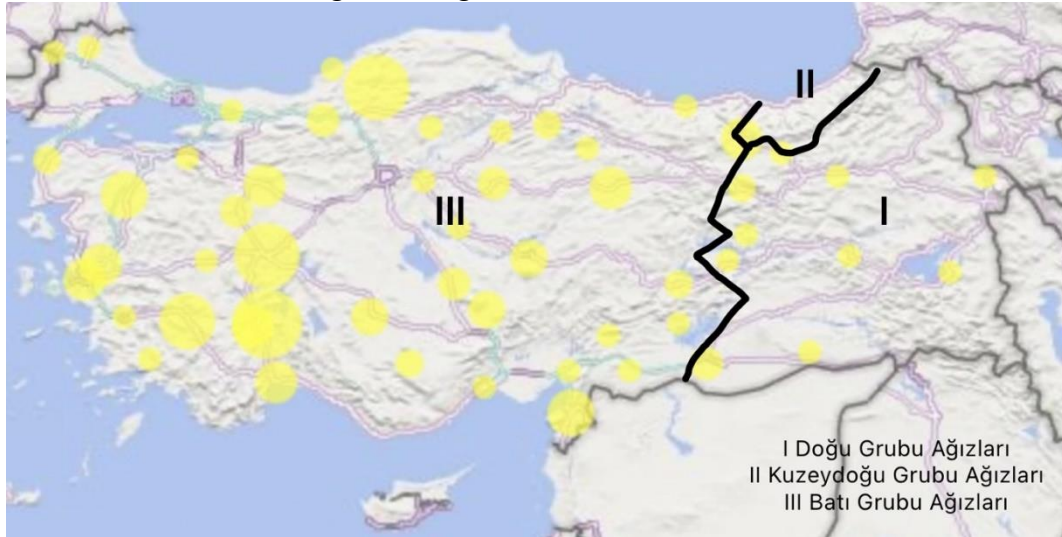 II
III
I
I Doğu Grubu Ağızları
II Kuzeydoğu Grubu Ağızları
III Batı Grubu Ağızları